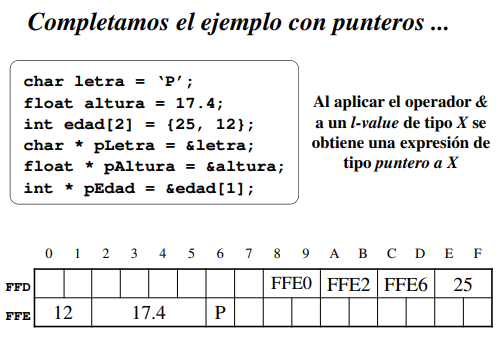 Completamos el ejemplo con punteros ...
char letra = ‘P’;
float altura = 17.4;
int edad[2] = {25, 12};
char * pLetra = &letra;
float * pAltura = &altura;
int * pEdad = &edad[1];
Al aplicar el operador &
a un l-value de tipo X se
obtiene una expresión de
tipo puntero a X
0 1 2 3 4 5 6 7 8 9 A B C D E F
FFD FFE0 FFE2 FFE6 25
FFE 12 17.4 P